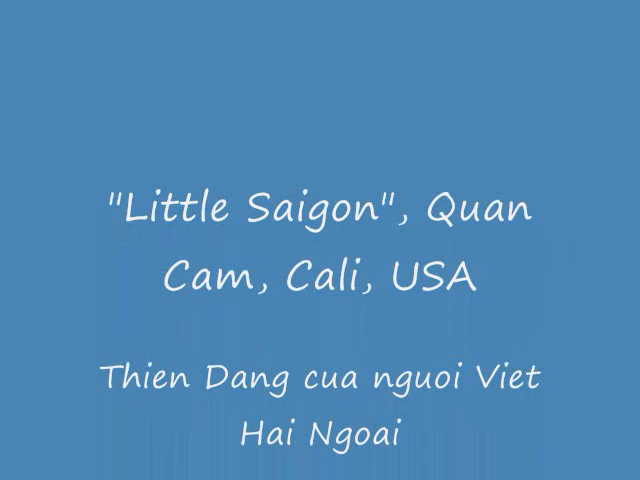 "Little Saigon", Quan
Cam, Cali, USA
Thien Dang cua nguoi Viet
Hai Ngoai